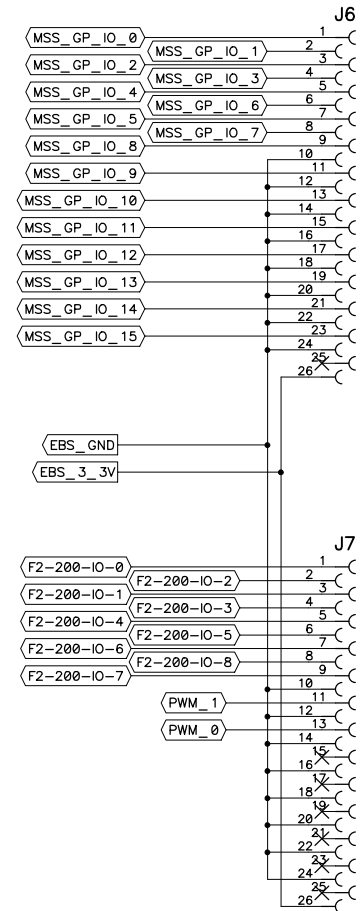 J6
MSS_GP_IO_0 1
MSS_GP_IO_1 2
MSS_GP_IO_2 3
MSS_GP_IO_3 4
MSS_GP_IO_4 5
MSS_GP_IO_6 6
MSS_GP_IO_5 7
MSS_GP_IO_7 8
MSS_GP_IO_8 9
10
MSS_GP_IO_9 11
12
MSS_GP_IO_10 13
14
MSS_GP_IO_11 15
16
MSS_GP_IO_12 17
18
MSS_GP_IO_13 19
20
MSS_GP_IO_14 21
22
MSS_GP_IO_15 23
24
25
26
EBS_GND
EBS_3_3V
J7
F2-200-IO-0 1
F2-200-IO-2 2
F2-200-IO-1 3
F2-200-IO-3 4
F2-200-IO-4 5
F2-200-IO-5 6
F2-200-IO-6 7
F2-200-IO-8 8
F2-200-IO-7 9
10
PWM_1 11
12
PWM_0 13
14
15
16
17
18
19
20
21
22
23
24
25
26